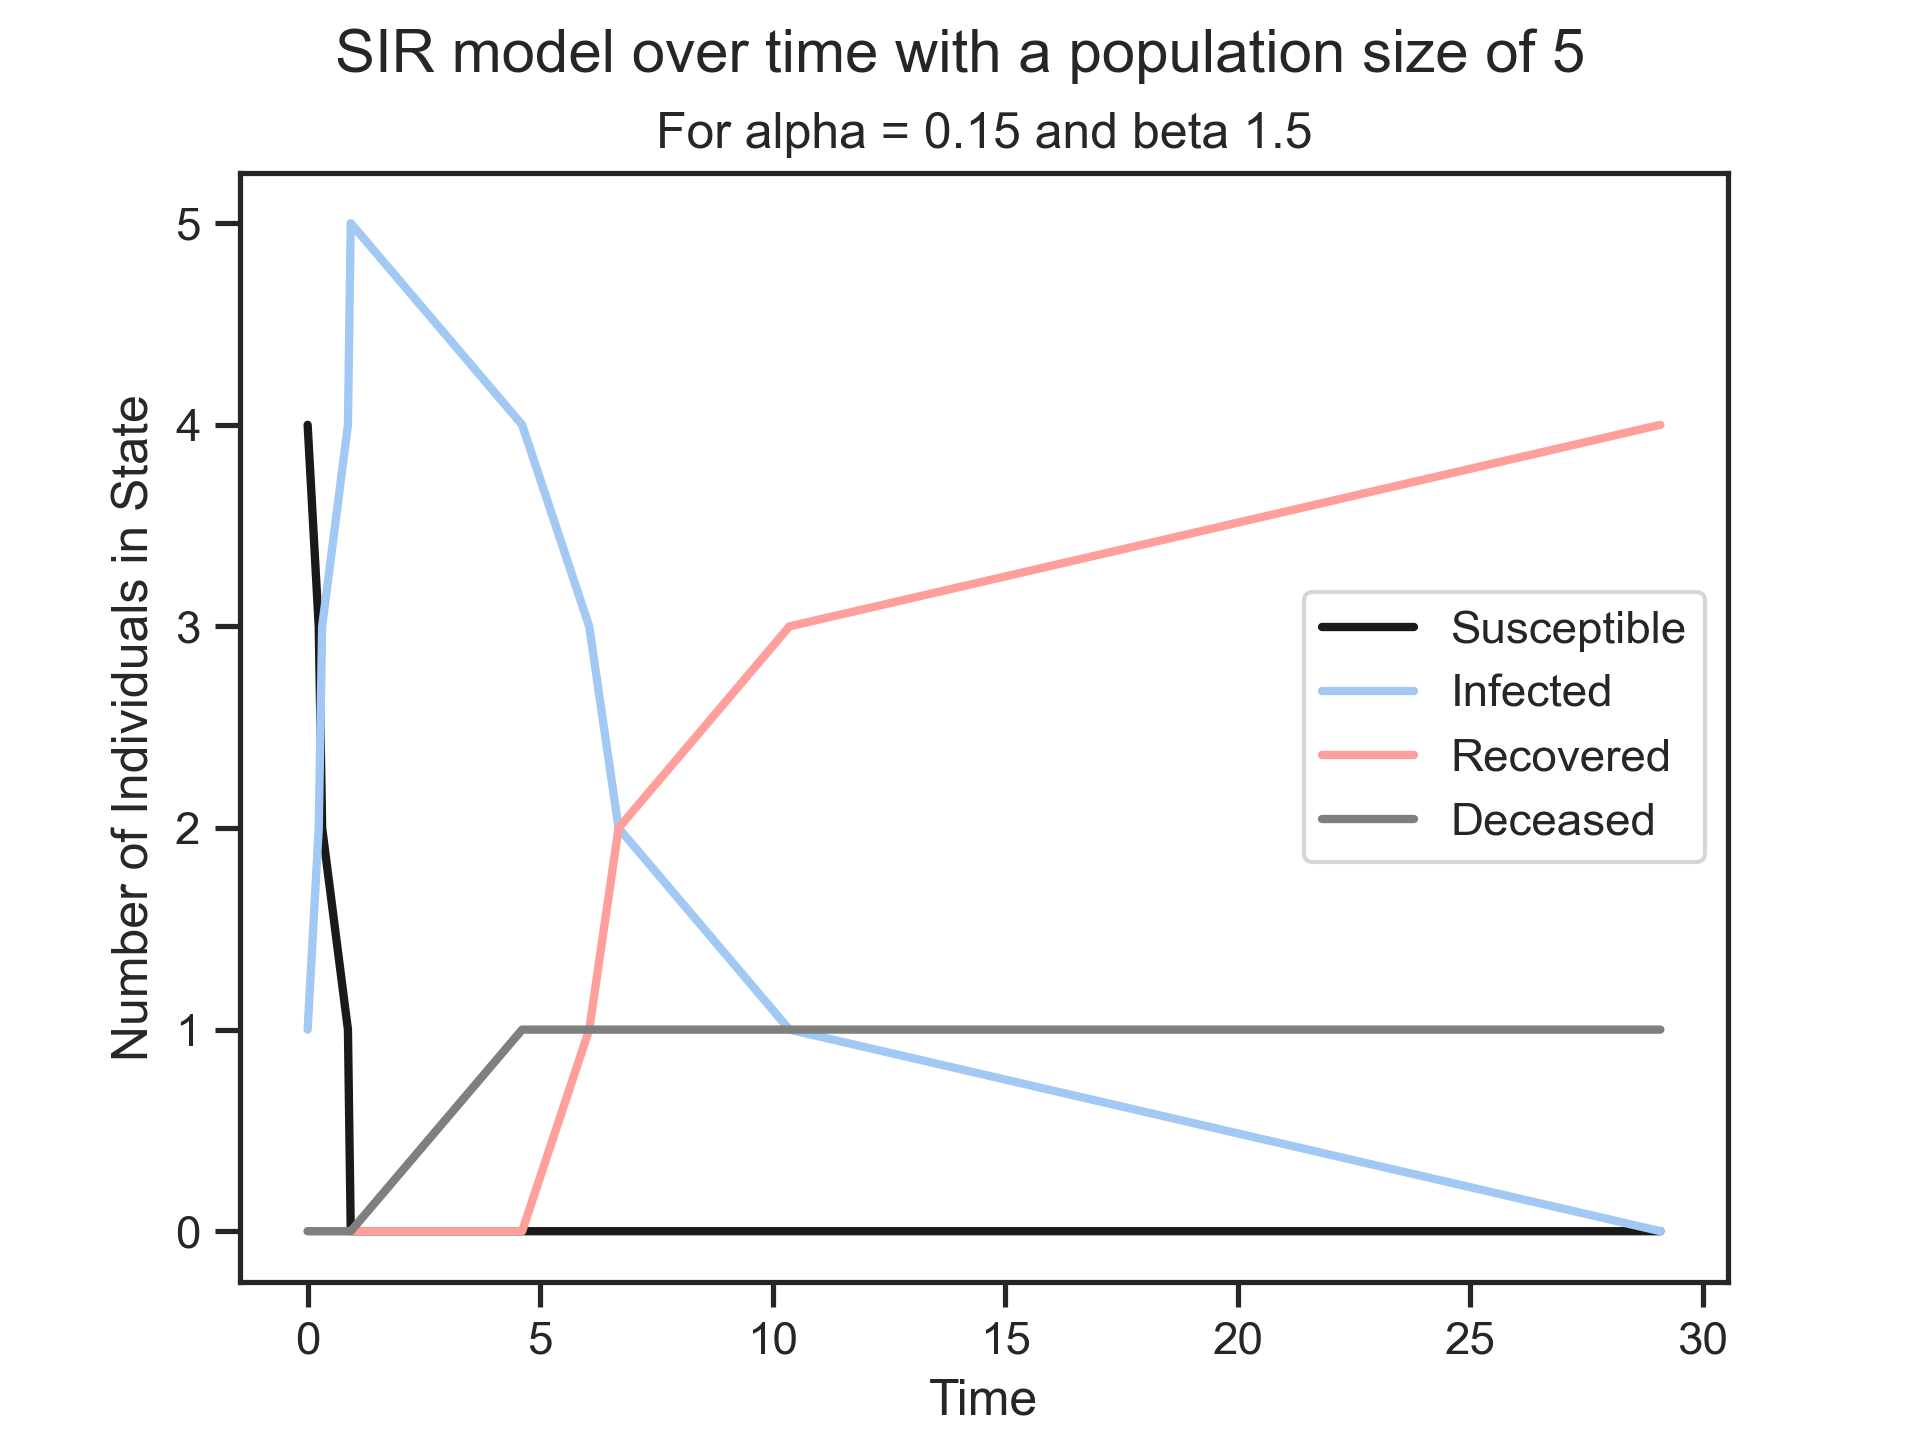 SIR model over time with a population size of 5
For alpha = 0.15 and beta 1.5
Number of Individuals in State
5
4
3
2
1
0
Susceptible
Infected
Recovered
Deceased
0 5 10 15 20 25 30
Time